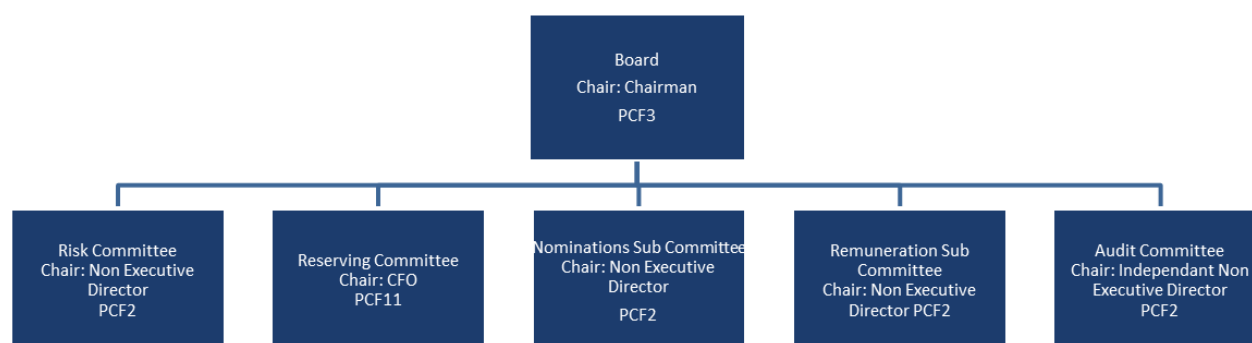 Board
Chair: Chairman
PCF3
Risk Committee
Chair: Non Executive
Director
PCF2
Reserving Committee
Chair: CFO
PCF11
Nominations Sub Committee
Chair: Non Executive
Director
PCF2
Remuneration Sub
Committee
Chair: Non Executive
Director PCF2
Audit Committee
Chair: Independant Non
Executive Director
PCF2